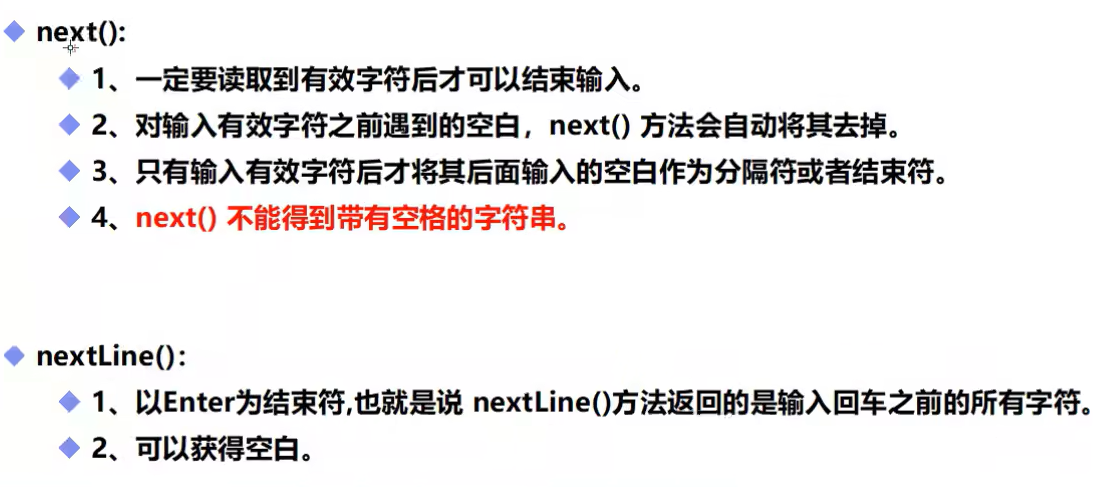 next():
1、一定要读取到有效字符后才可以结束输入。
2、对输入有效字符之前遇到的空白，next() 方法会自动将其去掉。
3、只有输入有效字符后才将其后面输入的空白作为分隔符或者结束符。
4、next() 不能得到带有空格的字符串。
nextLine():
1、以Enter为结束符,也就是说 nextLine()方法返回的是输入回车之前的所有字符。
2、可以获得空白。